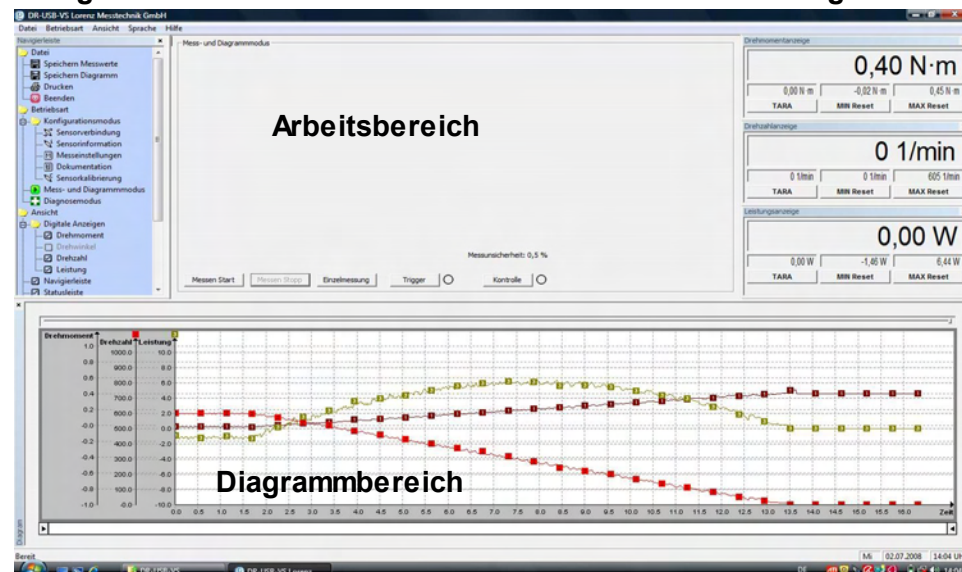 DR-USB-VS Lorenz Messtechnik GmbH
Datei Betriebsart Ansicht Sprache Hilfe
Navigierleiste
Datei
Speichern Messwerte
Speichern Diagramm
Drucken
Beenden
Betriebsart
Konfigurationsmodus
Sensorverbindung
Sensorinformation
Messeinstellungen
Dokumentation
Sensorkalibrierung
Mess- und Diagrammmodus
Diagnosemodus
Ansicht
Digitale Anzeigen
Drehmoment
Drehwinkel
Drehzahl
Leistung
Navigierleiste
Statusleiste
Mess- und Diagrammmodus
Arbeitsbereich
Messunsicherheit: 0,5 %
Messen Start Messen Stopp Einzelmessung Trigger Kontrolle
Drehmomentanzeige
0,40 N·m
0,00 N·m -0,02 N·m 0,45 N·m
TARA MIN Reset MAX Reset
Drehzahlanzeige
0 1/min
0 1/min 0 1/min 605 1/min
TARA MIN Reset MAX Reset
Leistungsanzeige
0,00 W
0,00 W -1,46 W 6,44 W
TARA MIN Reset MAX Reset
Drehmoment Drehzahl Leistung
1.0 1000.0 10.0
0.8 900.0 8.0
0.6 800.0 6.0
0.4 700.0 4.0
0.2 600.0 2.0
-0.0 500.0 0.0
-0.2 400.0 -2.0
-0.4 300.0 -4.0
-0.6 200.0 -6.0
-0.8 100.0 -8.0
-1.0 -0.0 -10.0
Diagrammbereich
0.0 0.5 1.0 1.5 2.0 2.5 3.0 3.5 4.0 4.5 5.0 5.5 6.0 6.5 7.0 7.5 8.0 8.5 9.0 9.5 10.0 10.5 11.0 11.5 12.0 12.5 13.0 13.5 14.0 14.5 15.0 15.5 16.0 Zeit
Diagram
Bereit
Mi 02.07.2008 14:04 Uh
DR-USB-VS
DR-USB-VS Lorenz
DE
14:04